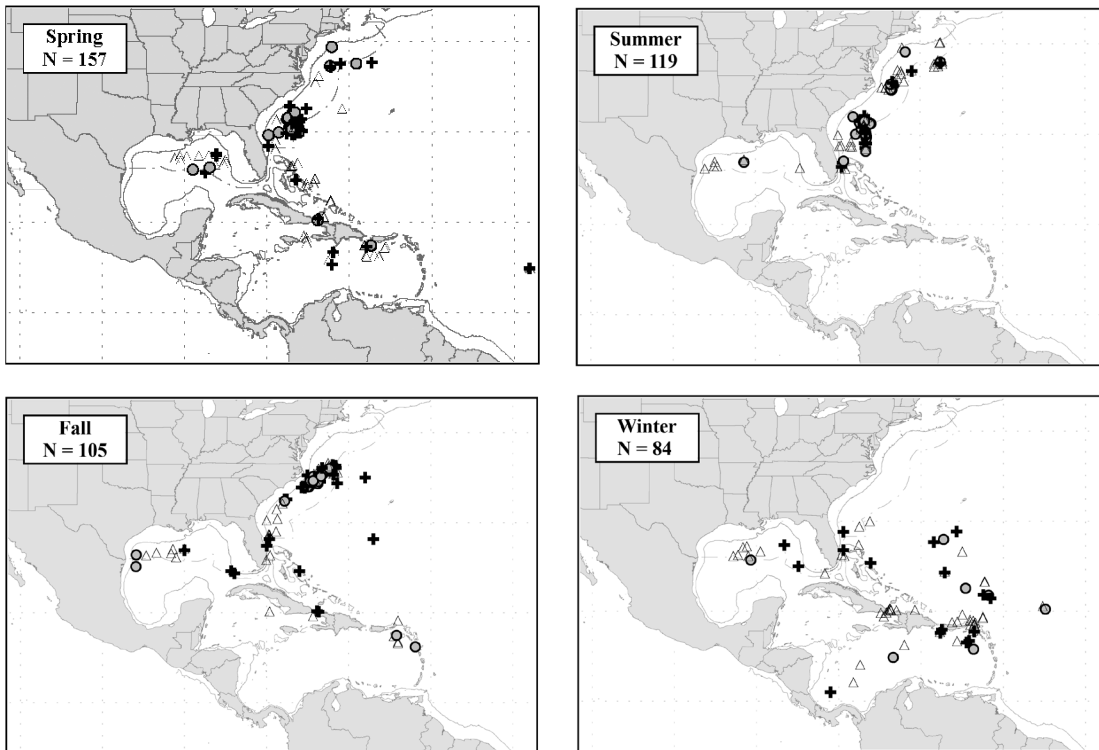 Spring
N = 157
Summer
N = 119
Fall
N = 105
Winter
N = 84